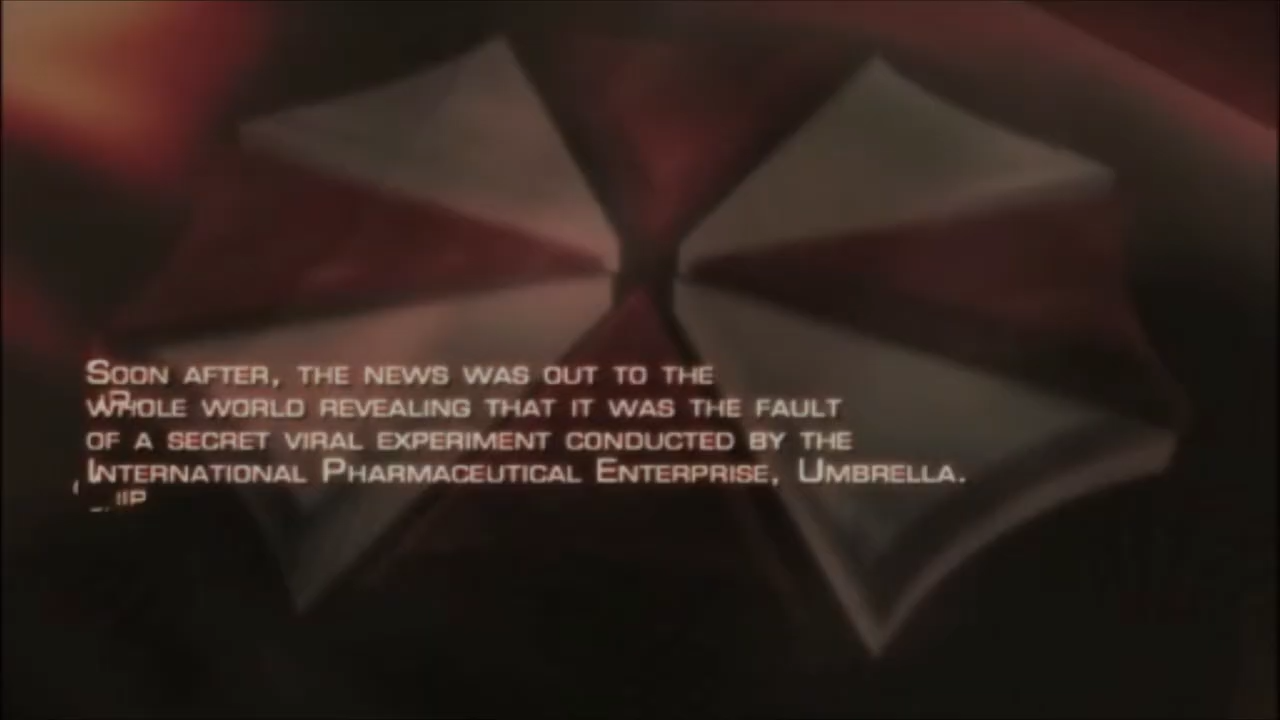 Soon after, the news was out to the
whole world revealing that it was the fault
of a secret viral experiment conducted by the
International Pharmaceutical Enterprise, Umbrella.